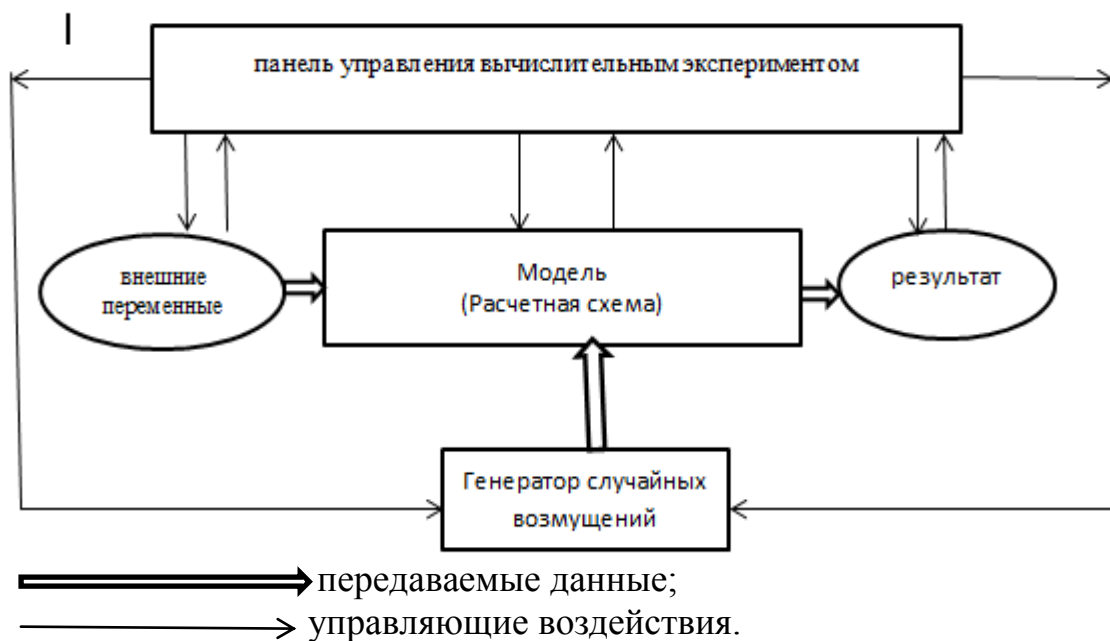 панель управления вычислительным экспериментом
внешние
переменные
Модель
(Расчетная схема)
результат
Генератор случайных
возмущений
передаваемые данные;
управляющие воздействия.